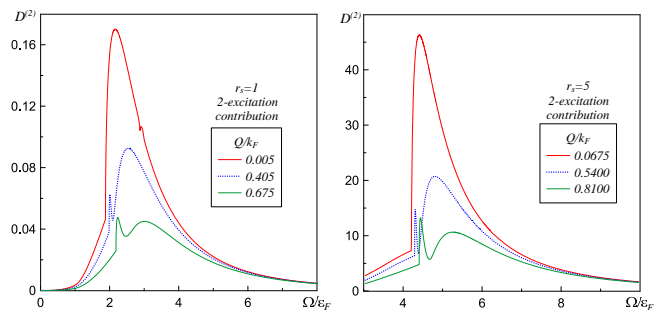 D^(2)
0.16
0.12
0.08
0.04
0
r_s=1
2-excitation
contribution
Q/k_F
0.005
0.405
0.675
0
2
4
6
Ω/ε_F
D^(2)
50
40
30
20
10
0
r_s=5
2-excitation
contribution
Q/k_F
0.0675
0.5400
0.8100
4
6
8
Ω/ε_F